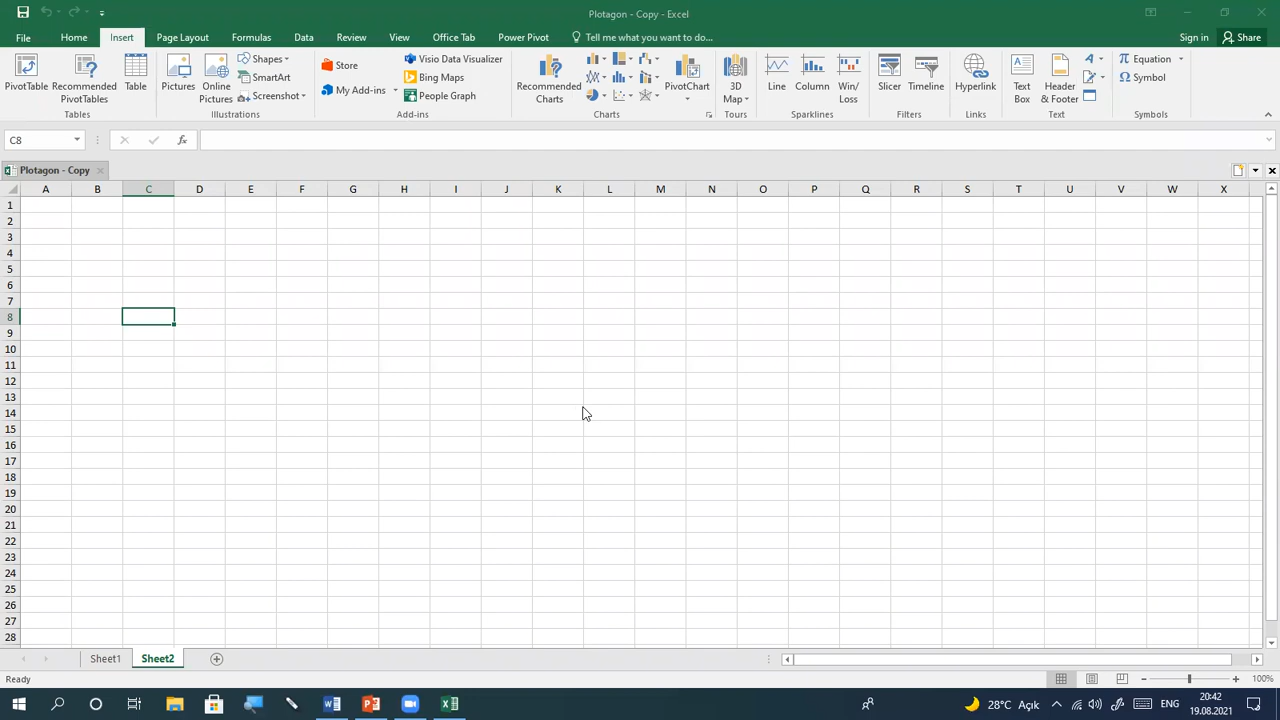 Plotagon - Copy - Excel
File Home Insert Page Layout Formulas Data Review View Office Tab Power Pivot Tell me what you want to do... Sign in Share
PivotTable Recommended PivotTables Table
Tables
Pictures Online Pictures Shapes SmartArt Screenshot
Illustrations
Store My Add-ins Visio Data Visualizer Bing Maps People Graph
Add-ins
Recommended Charts PivotChart
Charts
3D Map
Tours
Line Column Win/Loss
Sparklines
Slicer Timeline
Filters
Hyperlink
Links
Text Box Header & Footer
Text
Equation Symbol
Symbols
C8 fx
Plotagon - Copy
A B C D E F G H I J K L M N O P Q R S T U V W X
1
2
3
4
5
6
7
8
9
10
11
12
13
14
15
16
17
18
19
20
21
22
23
24
25
26
27
28
Sheet1 Sheet2
Ready 100%
28°C Açık ENG 20:42
19.08.2021